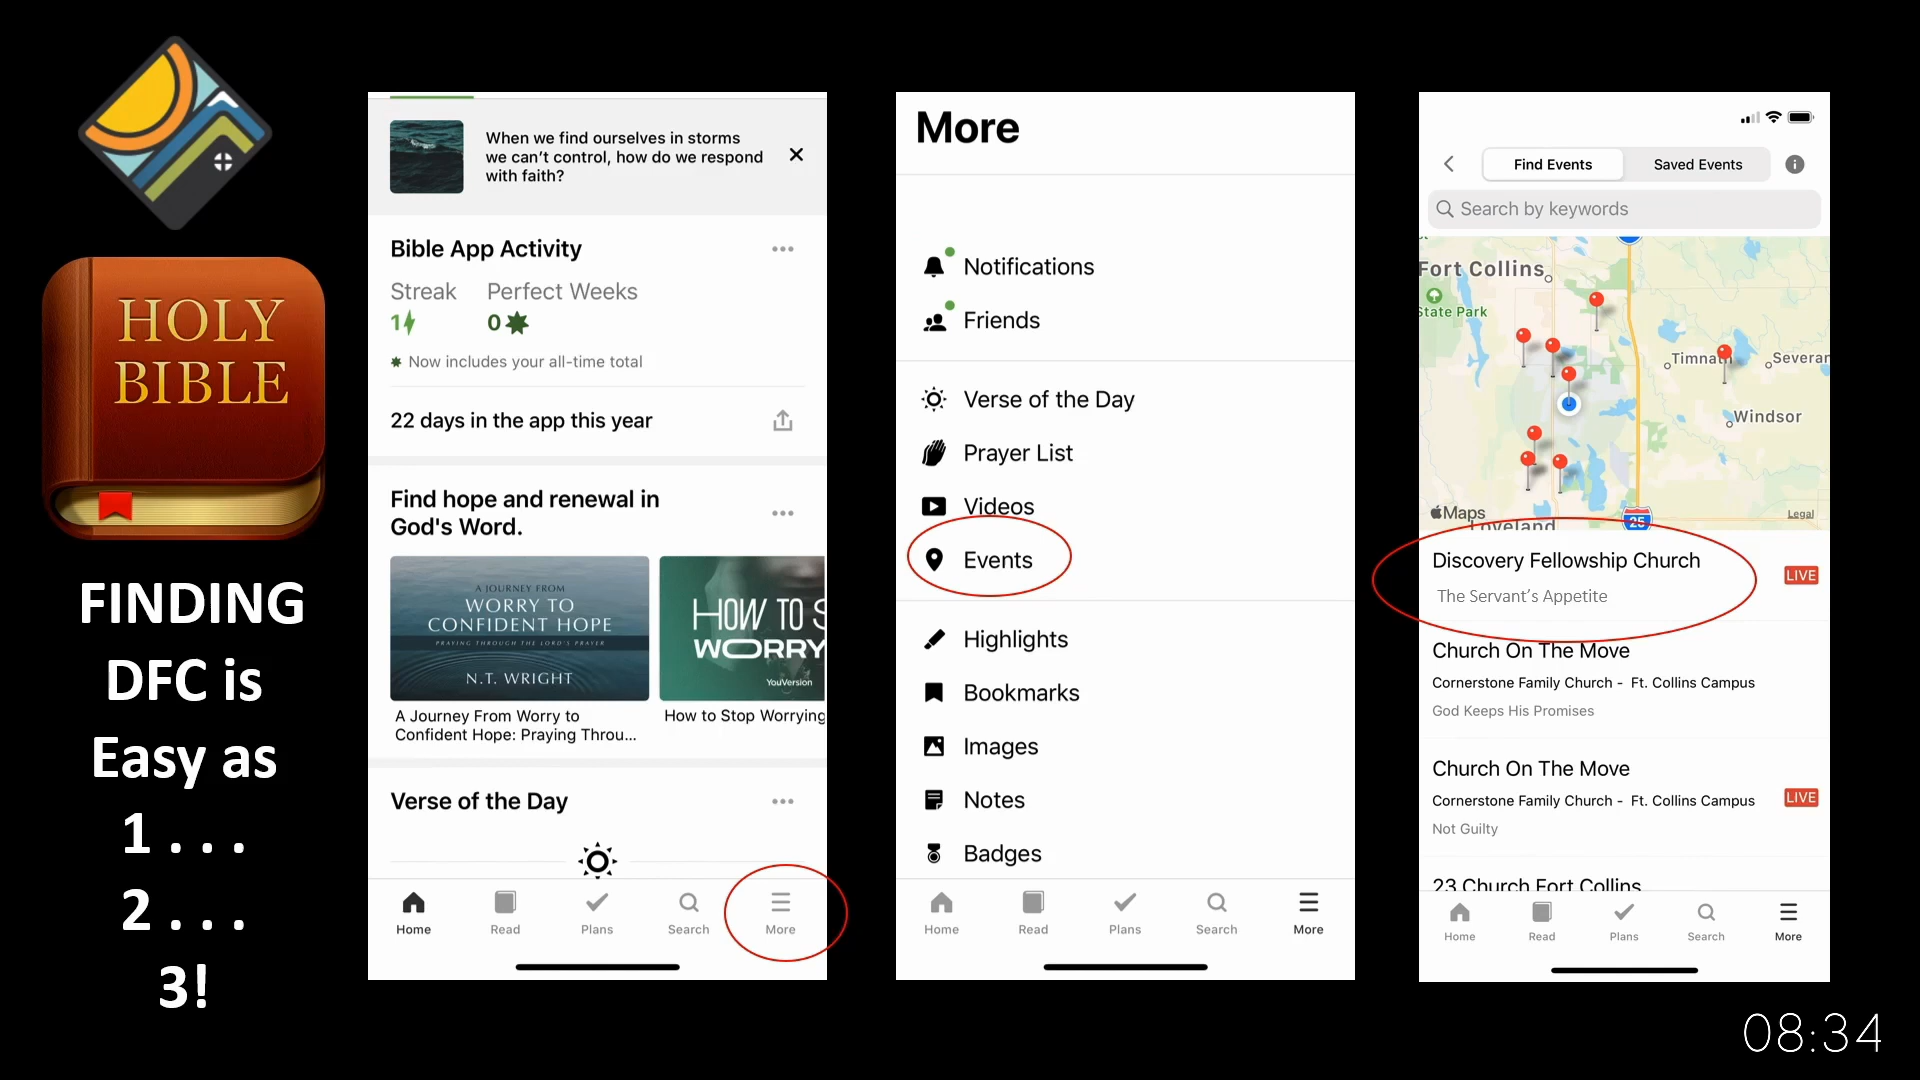 HOLY
BIBLE
FINDING
DFC is
Easy as
1 . . .
2 . . .
3!
When we find ourselves in storms
we can't control, how do we respond
with faith?
Bible App Activity
Streak Perfect Weeks
1 0
Now includes your all-time total
22 days in the app this year
Find hope and renewal in
God's Word.
A JOURNEY FROM
WORRY TO
CONFIDENT HOPE
PRAYING THROUGH THE LORD'S PRAYER
N.T. WRIGHT
HOW TO S
WORRY
YouVersion
A Journey From Worry to
Confident Hope: Praying Throu...
How to Stop Worrying
Verse of the Day
Home Read Plans Search More
More
Notifications
Friends
Verse of the Day
Prayer List
Videos
Events
Highlights
Bookmarks
Images
Notes
Badges
Home Read Plans Search More
Find Events Saved Events
Search by keywords
Fort Collins
State Park
Timnath
Severan
Windsor
Maps
Legal
Loveland
25
Discovery Fellowship Church
LIVE
The Servant's Appetite
Church On The Move
Cornerstone Family Church - Ft. Collins Campus
God Keeps His Promises
Church On The Move
Cornerstone Family Church - Ft. Collins Campus
LIVE
Not Guilty
23 Church Fort Collins
Home Read Plans Search More
08:34